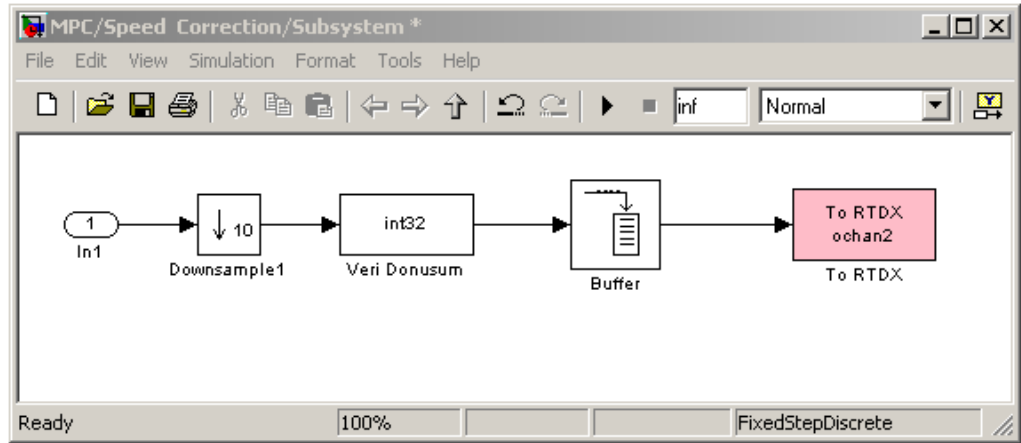 MPC/Speed Correction/Subsystem *
File Edit View Simulation Format Tools Help
inf Normal
1
In1
10
Downsample1
int32
Veri Donusum
Buffer
To RTDX
ochan2
To RTDX
Ready 100% FixedStepDiscrete